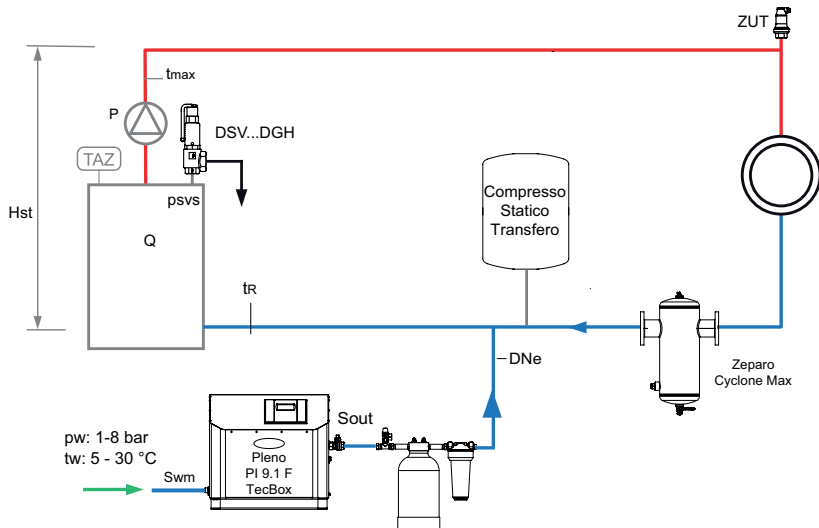 ZUT
tmax
P
DSV...DGH
TAZ
psvs
Hst
Q
Compresso
Statico
Transfero
tR
DNe
Zeparo
Cyclone Max
Sout
pw: 1-8 bar
tw: 5 - 30 °C
Swm
Pleno
PI 9.1 F
TecBox